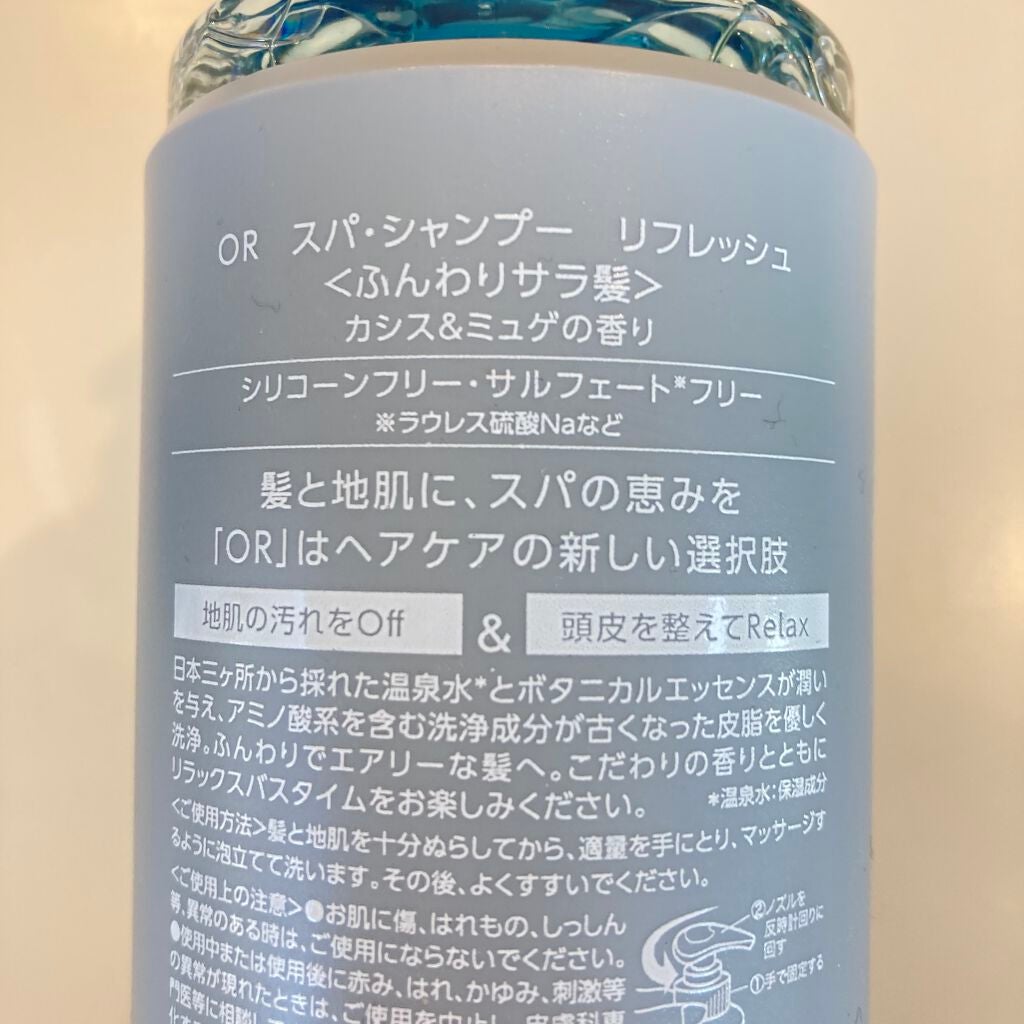 OR スパ・シャンプー リフレッシュ
<ふんわりサラ髪>
カシス&ミュゲの香り
シリコーンフリー・サルフェート※フリー
※ラウレス硫酸Naなど
髪と地肌に、スパの恵みを
「OR」はヘアケアの新しい選択肢
地肌の汚れをOff & 頭皮を整えてRelax
日本三ヶ所から採れた温泉水*とボタニカルエッセンスが潤い
を与え、アミノ酸系を含む洗浄成分が古くなった皮脂を優しく
洗浄。ふんわりでエアリーな髪へ。こだわりの香りとともに
リラックスバスタイムをお楽しみください。 *温泉水:保湿成分
<ご使用方法>髪と地肌を十分ぬらしてから、適量を手にとり、マッサージす
るように泡立てて洗います。その後、よくすすいでください。
<ご使用上の注意>●お肌に傷、はれもの、しっしん
等、異常のある時は、ご使用にならないでください。
●使用中または使用後に赤み、はれ、かゆみ、刺激等
の異常が現れたときは、ご使用を中止し、皮膚科専
門医等に相談して
②ノズルを
反時計回りに
回す
①手で固定する